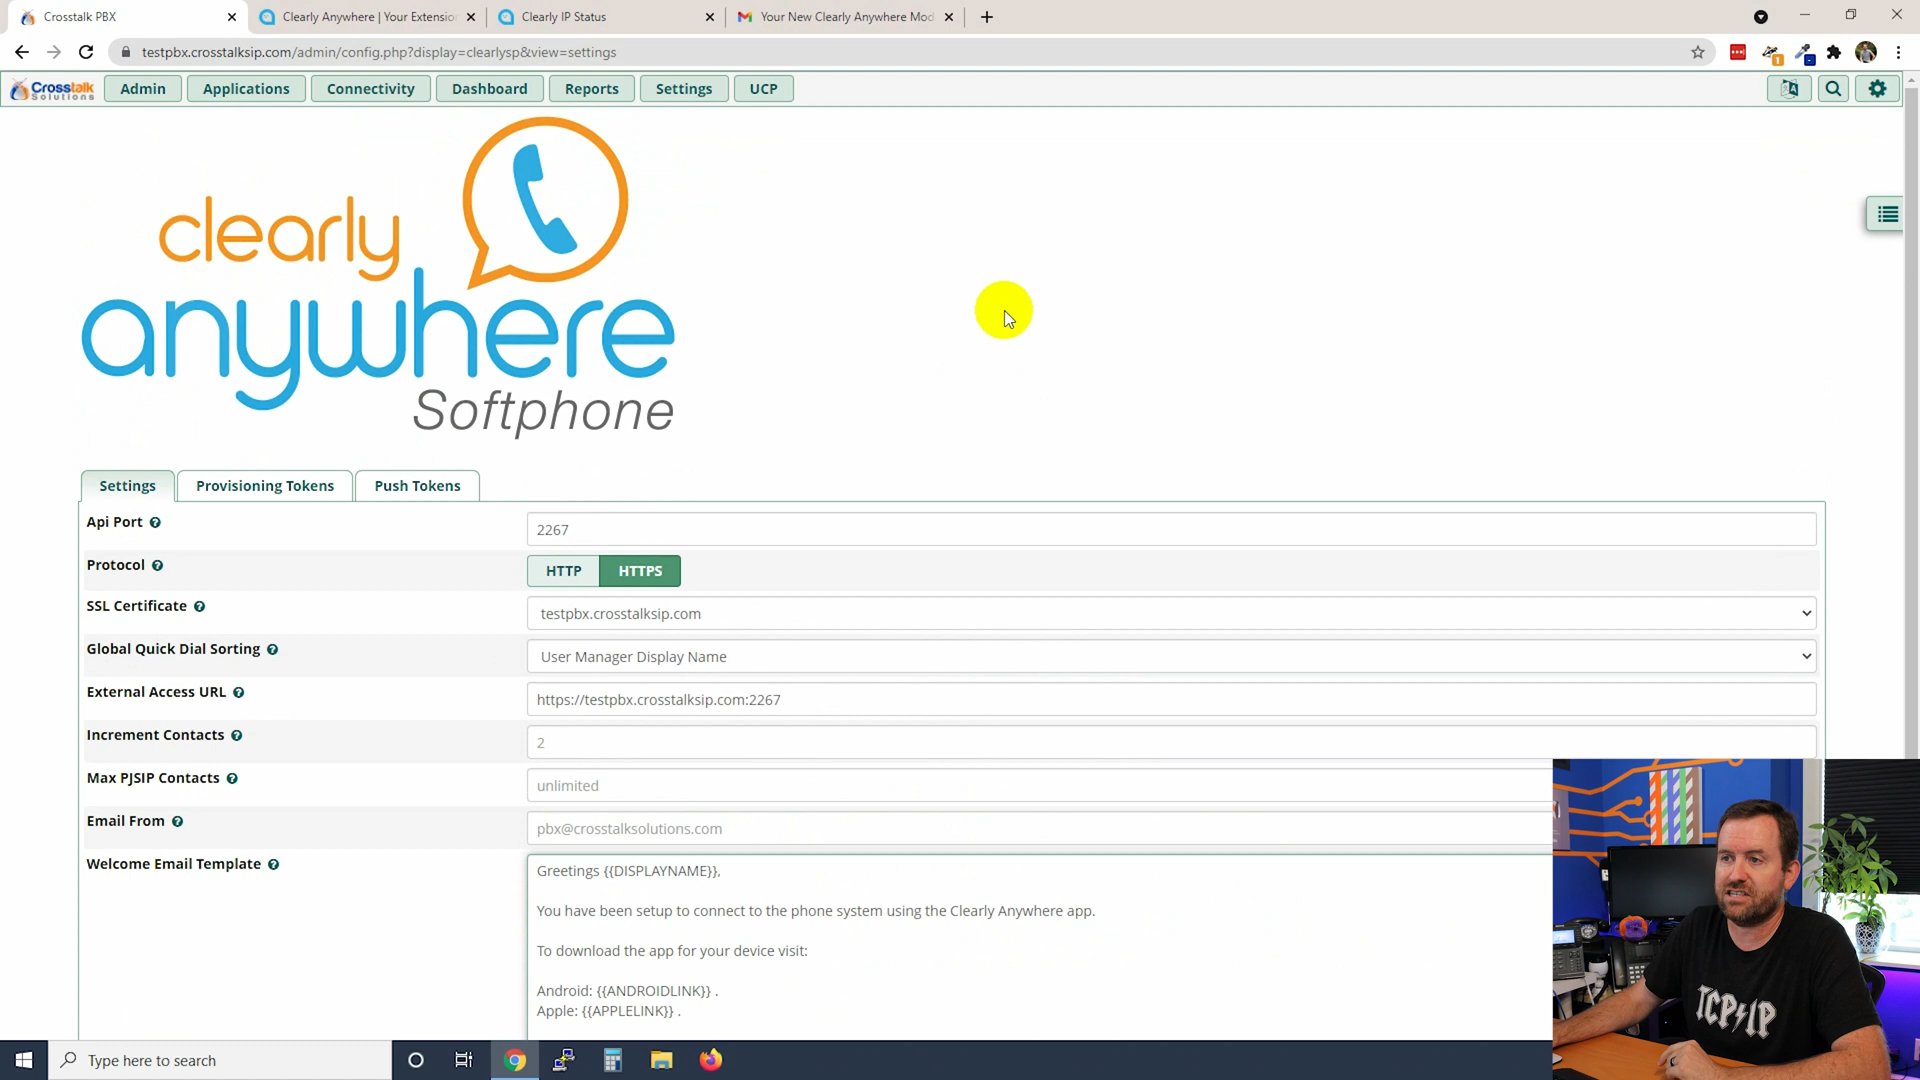 Crosstalk PBX
Clearly Anywhere | Your Extension
Clearly IP Status
Your New Clearly Anywhere Mod
testpbx.crosstalksip.com/admin/config.php?display=clearlysp&view=settings
Crosstalk
Solutions
Admin
Applications
Connectivity
Dashboard
Reports
Settings
UCP
clearly
anywhere
Softphone
Settings
Provisioning Tokens
Push Tokens
Api Port
2267
Protocol
HTTP
HTTPS
SSL Certificate
testpbx.crosstalksip.com
Global Quick Dial Sorting
User Manager Display Name
External Access URL
https://testpbx.crosstalksip.com:2267
Increment Contacts
2
Max PJSIP Contacts
unlimited
Email From
pbx@crosstalksolutions.com
Welcome Email Template
Greetings {{DISPLAYNAME}},
You have been setup to connect to the phone system using the Clearly Anywhere app.
To download the app for your device visit:
Android: {{ANDROIDLINK}} .
Apple: {{APPLELINK}} .
TCP/IP
Type here to search